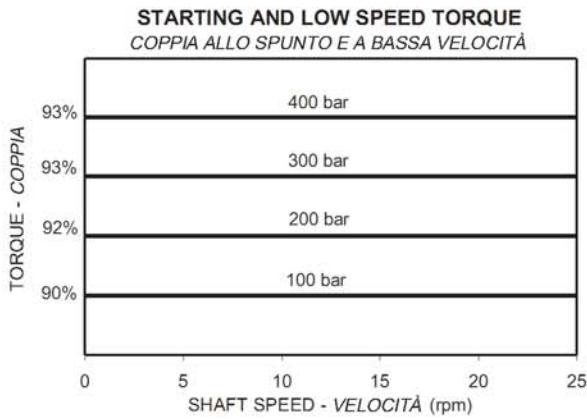 STARTING AND LOW SPEED TORQUE
COPPIA ALLO SPUNTO E A BASSA VELOCITÀ
TORQUE - COPPIA
93%
400 bar
93%
300 bar
92%
200 bar
90%
100 bar
0 5 10 15 20 25
SHAFT SPEED - VELOCITÀ (rpm)